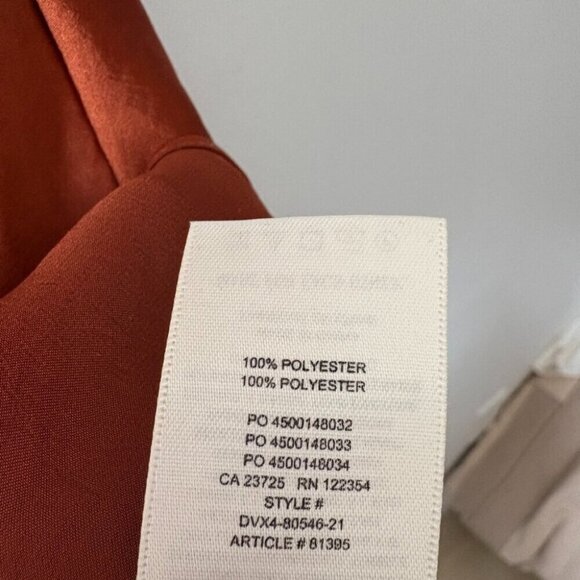 100% POLYESTER
100% POLYESTER
PO 4500148032
PO 4500148033
PO 4500148034
CA 23725 RN 122354
STYLE #
DVX4-80546-21
ARTICLE # 81395